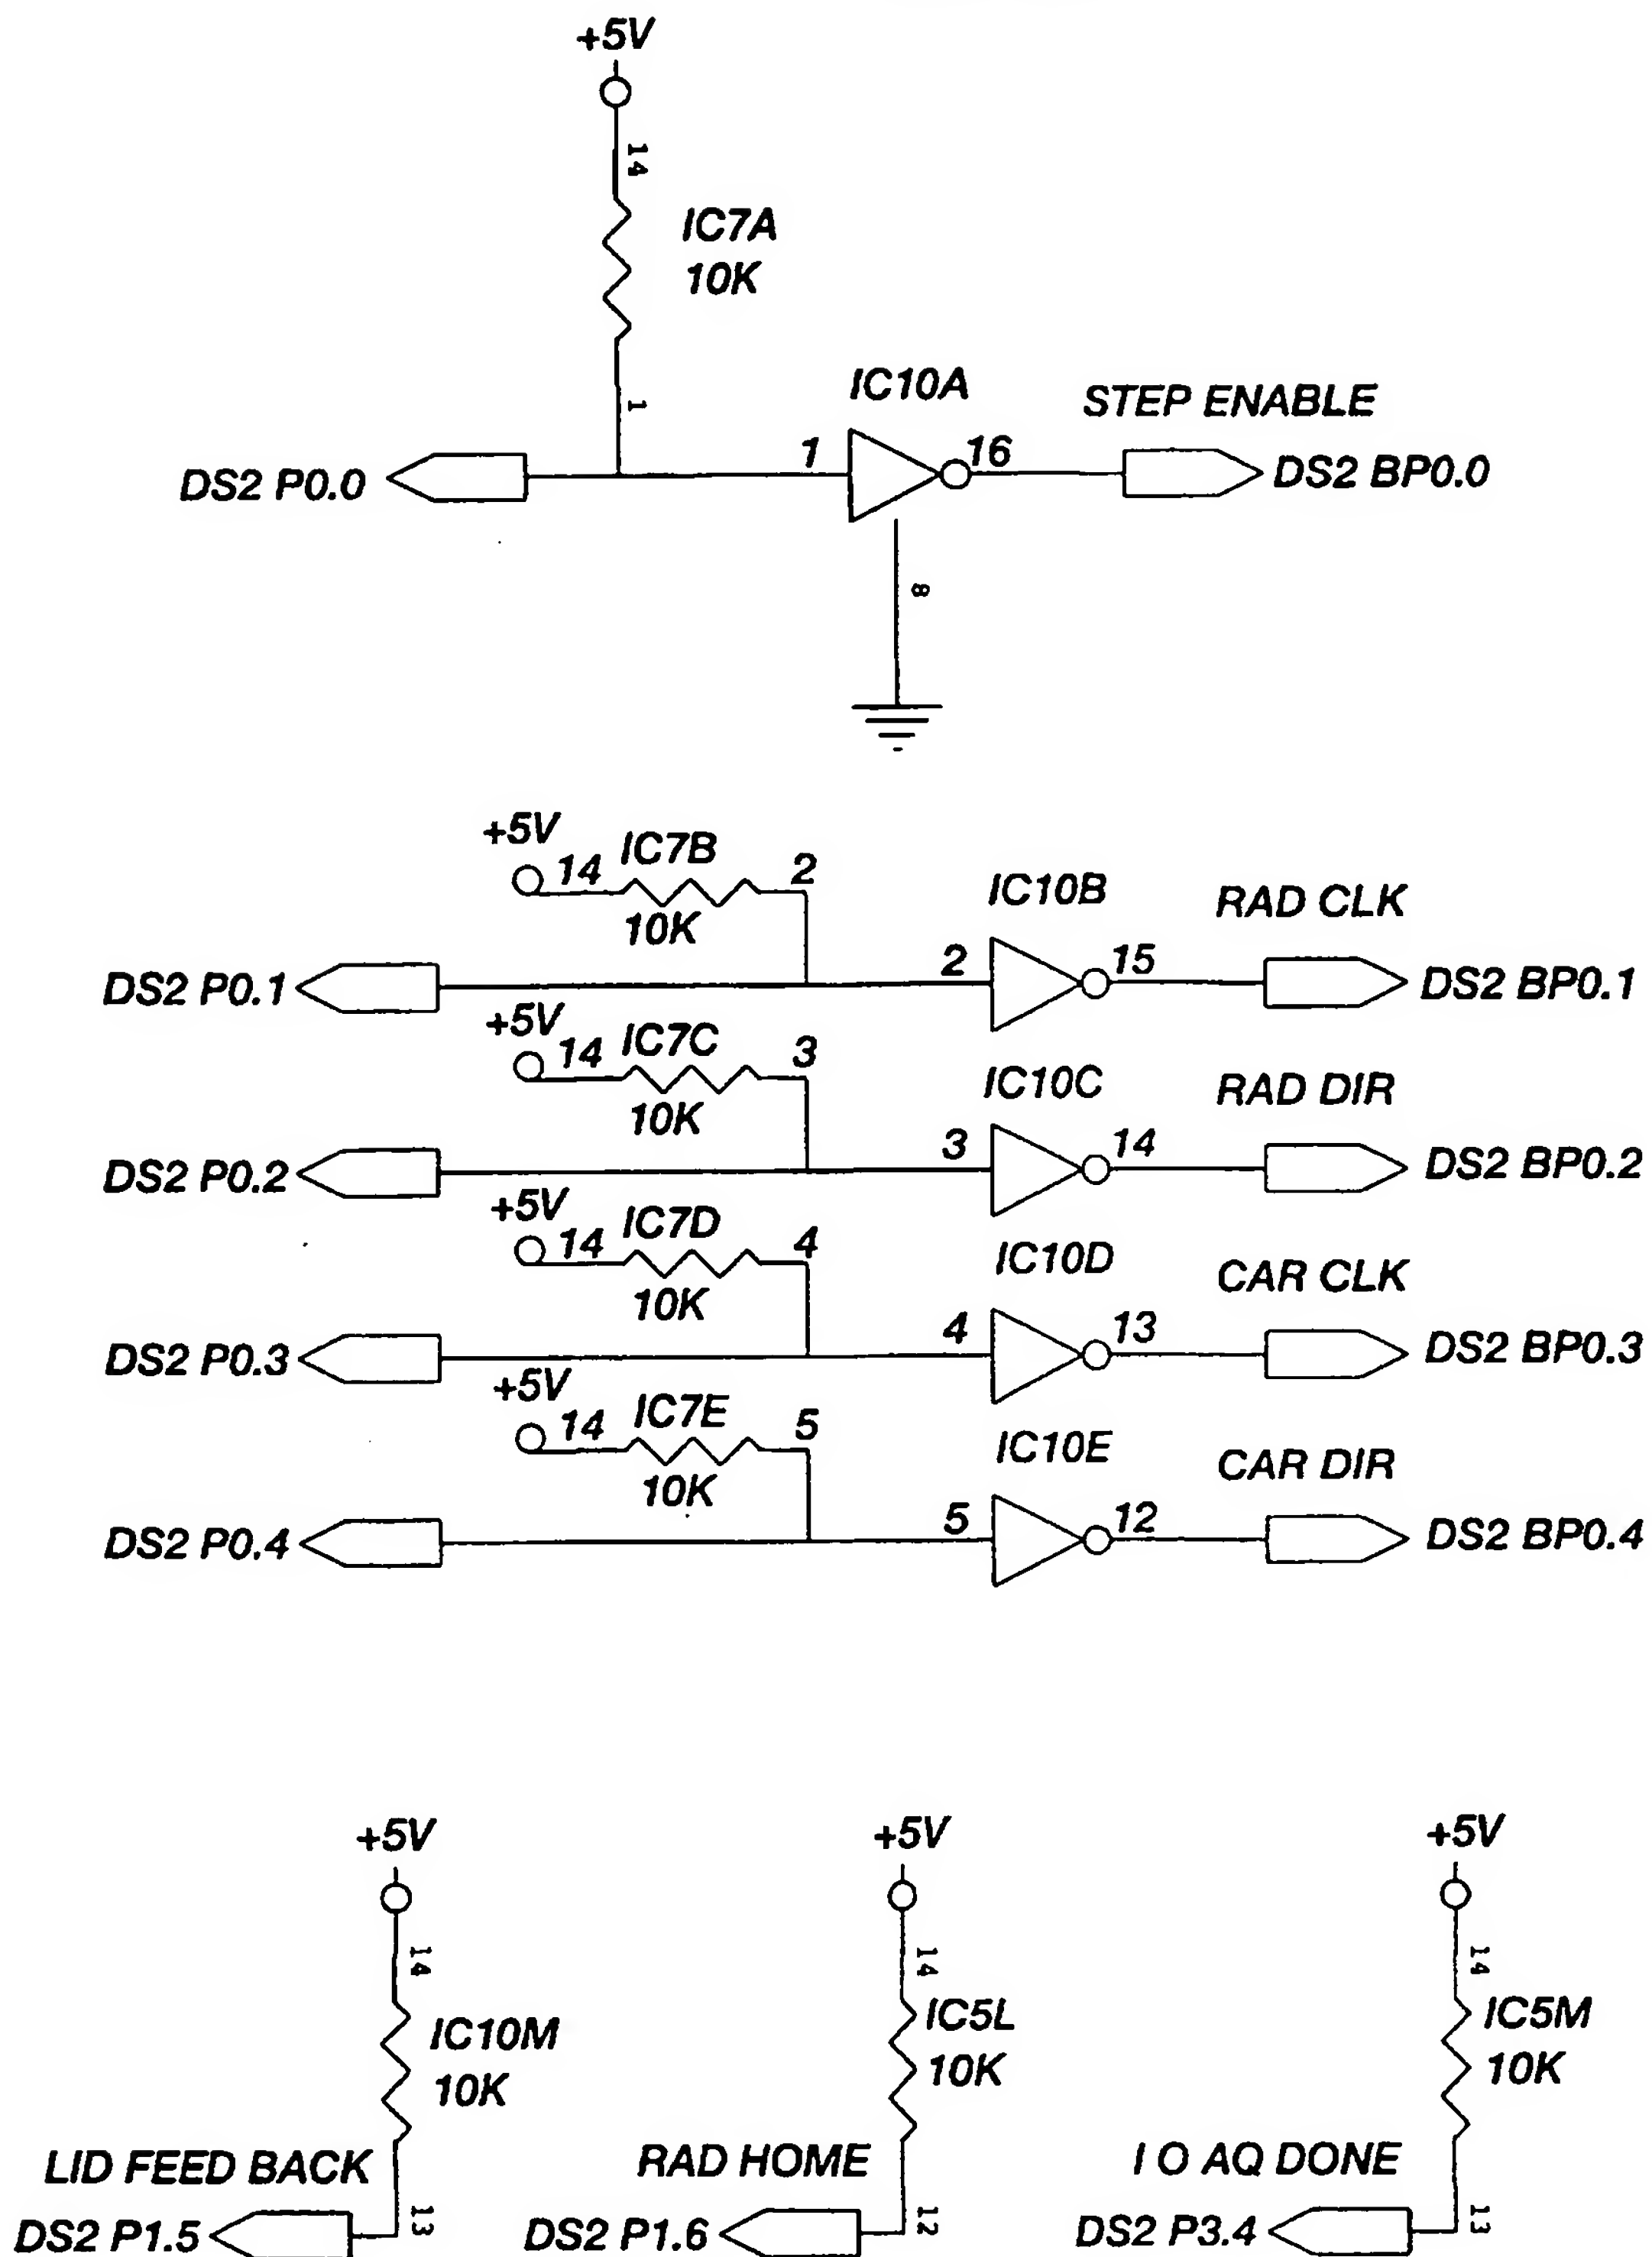 +5V
14
IC7A
10K
1
IC10A
STEP ENABLE
DS2 P0.0
1
16
DS2 BP0.0
8
+5V
14
IC7B
2
10K
IC10B
RAD CLK
DS2 P0.1
2
15
DS2 BP0.1
+5V
14
IC7C
3
10K
IC10C
RAD DIR
DS2 P0.2
3
14
DS2 BP0.2
+5V
14
IC7D
4
10K
IC10D
CAR CLK
DS2 P0.3
4
13
DS2 BP0.3
+5V
14
IC7E
5
10K
IC10E
CAR DIR
DS2 P0.4
5
12
DS2 BP0.4
+5V
14
IC10M
10K
LID FEED BACK
DS2 P1.5
13
+5V
14
IC5L
10K
RAD HOME
DS2 P1.6
12
+5V
14
IC5M
10K
I O AQ DONE
DS2 P3.4
13